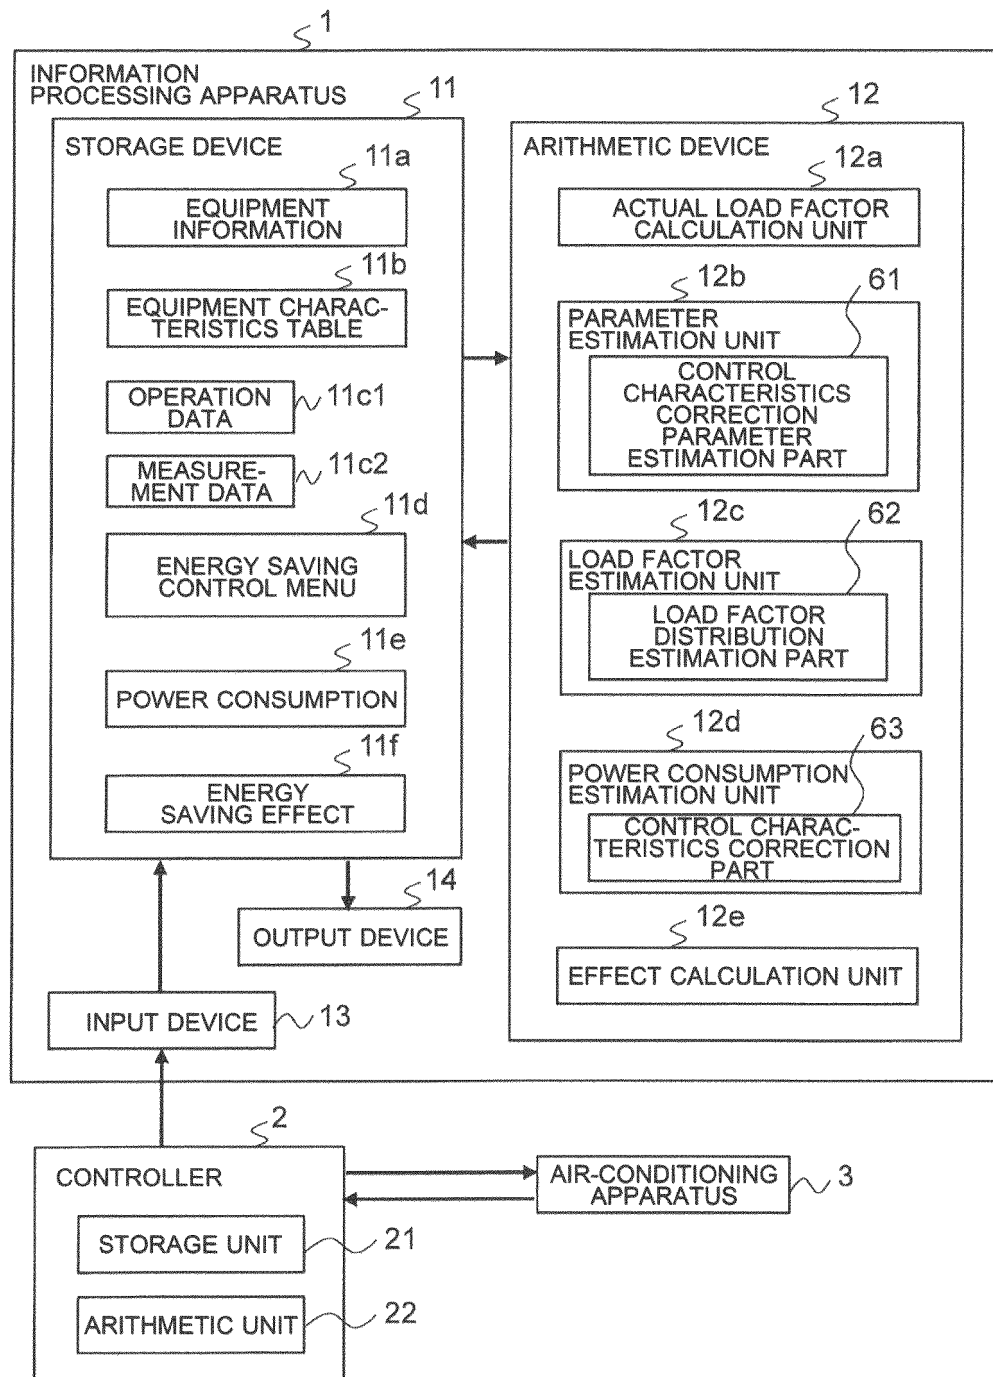 1
INFORMATION
PROCESSING APPARATUS
11
STORAGE DEVICE
11a
EQUIPMENT
INFORMATION
11b
EQUIPMENT CHARAC-
TERISTICS TABLE
OPERATION
DATA
11c1
MEASURE-
MENT DATA
11c2
11d
ENERGY SAVING
CONTROL MENU
11e
POWER CONSUMPTION
11f
ENERGY
SAVING EFFECT
12
ARITHMETIC DEVICE
12a
ACTUAL LOAD FACTOR
CALCULATION UNIT
12b
61
PARAMETER
ESTIMATION UNIT
CONTROL
CHARACTERISTICS
CORRECTION
PARAMETER
ESTIMATION PART
12c
62
LOAD FACTOR
ESTIMATION UNIT
LOAD FACTOR
DISTRIBUTION
ESTIMATION PART
12d
63
POWER CONSUMPTION
ESTIMATION UNIT
CONTROL CHARAC-
TERISTICS CORRECTION
PART
12e
EFFECT CALCULATION UNIT
14
OUTPUT DEVICE
INPUT DEVICE
13
2
CONTROLLER
STORAGE UNIT
21
ARITHMETIC UNIT
22
AIR-CONDITIONING
APPARATUS
3